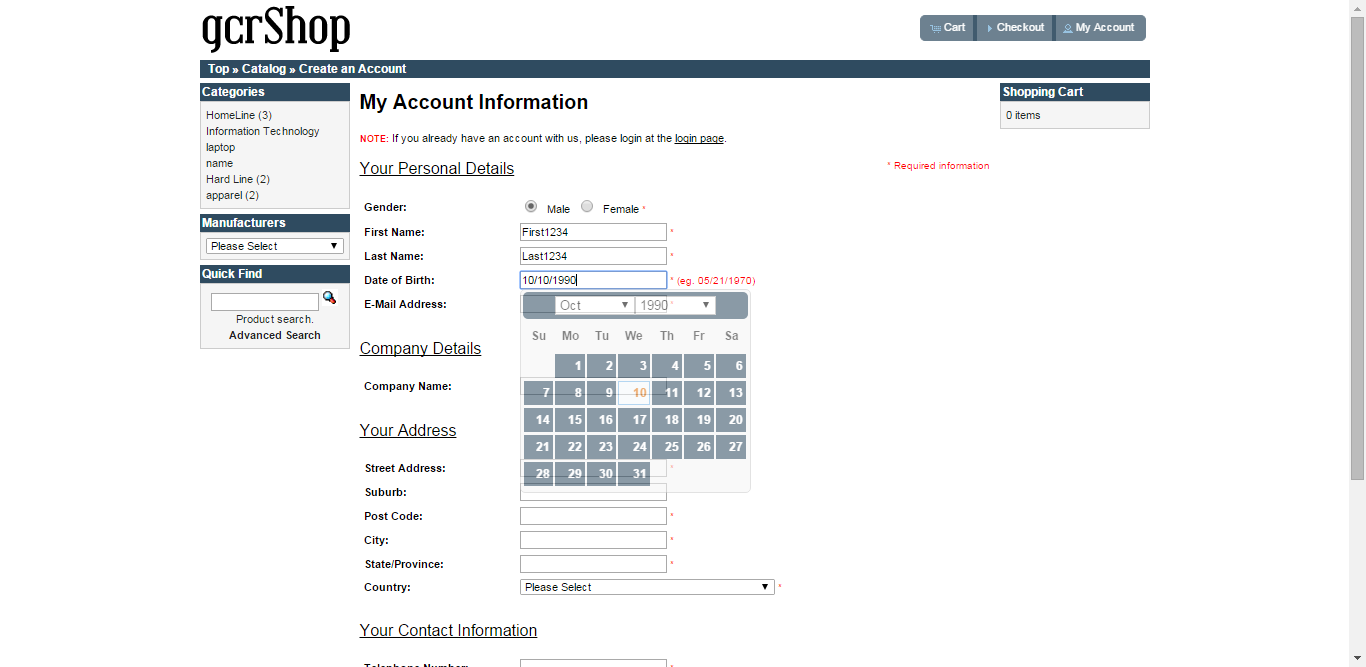 gcrShop
Cart Checkout My Account
Top » Catalog » Create an Account
Categories
HomeLine (3)
Information Technology
laptop
name
Hard Line (2)
apparel (2)
Manufacturers
Please Select
Quick Find
Product search.
Advanced Search
My Account Information
NOTE: If you already have an account with us, please login at the login page.
Your Personal Details
* Required information
Gender: Male Female *
First Name: First1234 *
Last Name: Last1234 *
Date of Birth: 10/10/1990 * (eg. 05/21/1970)
E-Mail Address: *
Oct 1990
Su Mo Tu We Th Fr Sa
1 2 3 4 5 6
7 8 9 10 11 12 13
14 15 16 17 18 19 20
21 22 23 24 25 26 27
28 29 30 31
Company Details
Company Name:
Your Address
Street Address: *
Suburb:
Post Code: *
City: *
State/Province: *
Country: Please Select *
Your Contact Information
Telephone Number: *
Shopping Cart
0 items